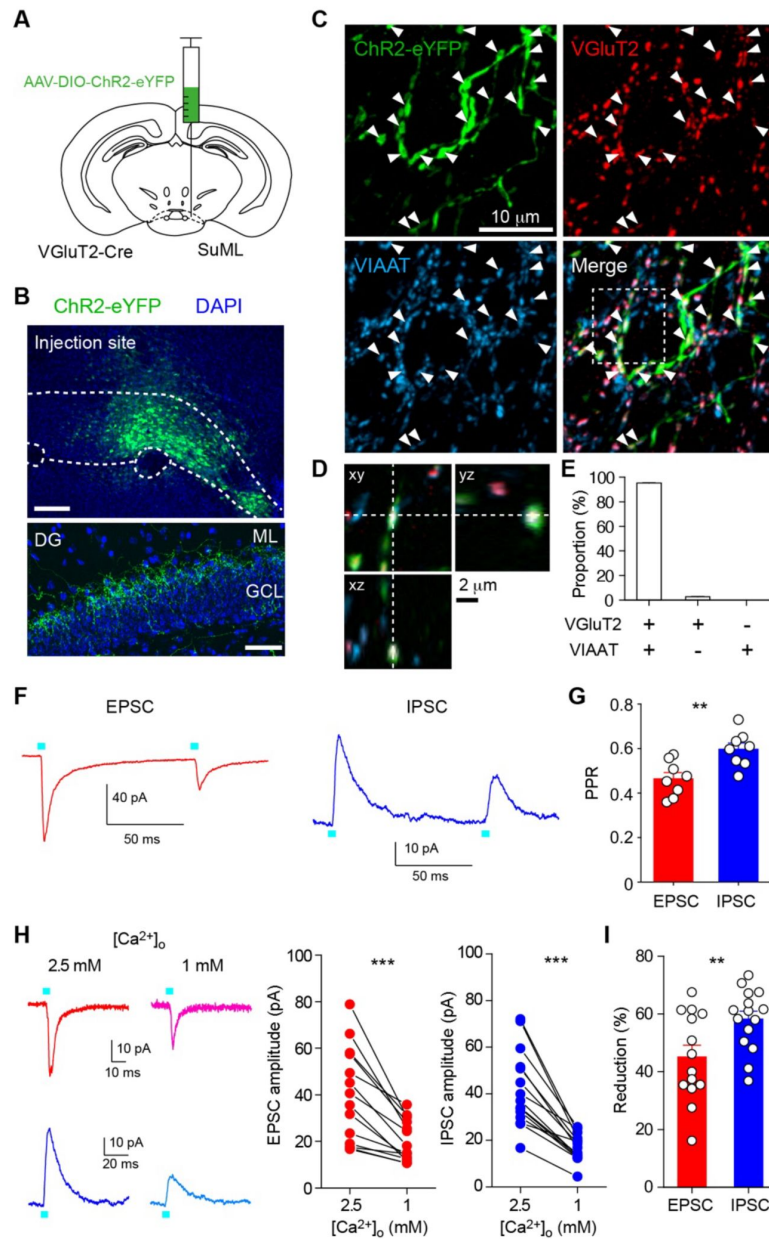 A
AAV-DIO-ChR2-eYFP
VGluT2-Cre SuML
B
ChR2-eYFP DAPI
Injection site
DG ML
GCL
C
ChR2-eYFP VGluT2
10 μm
VIAAT Merge
D
xy yz
xz
2 μm
E
Proportion (%)
100
80
60
40
20
0
VGluT2 + + -
VIAAT + - +
F
EPSC IPSC
40 pA
50 ms
10 pA
50 ms
G
**
PPR
0.8
0.6
0.4
0.2
0
EPSC IPSC
H
[Ca²⁺]ₒ
2.5 mM 1 mM
10 pA
10 ms
10 pA
20 ms
***
EPSC amplitude (pA)
100
80
60
40
20
0
2.5 1
[Ca²⁺]ₒ (mM)
***
IPSC amplitude (pA)
100
80
60
40
20
0
2.5 1
[Ca²⁺]ₒ (mM)
I
**
Reduction (%)
80
60
40
20
0
EPSC IPSC